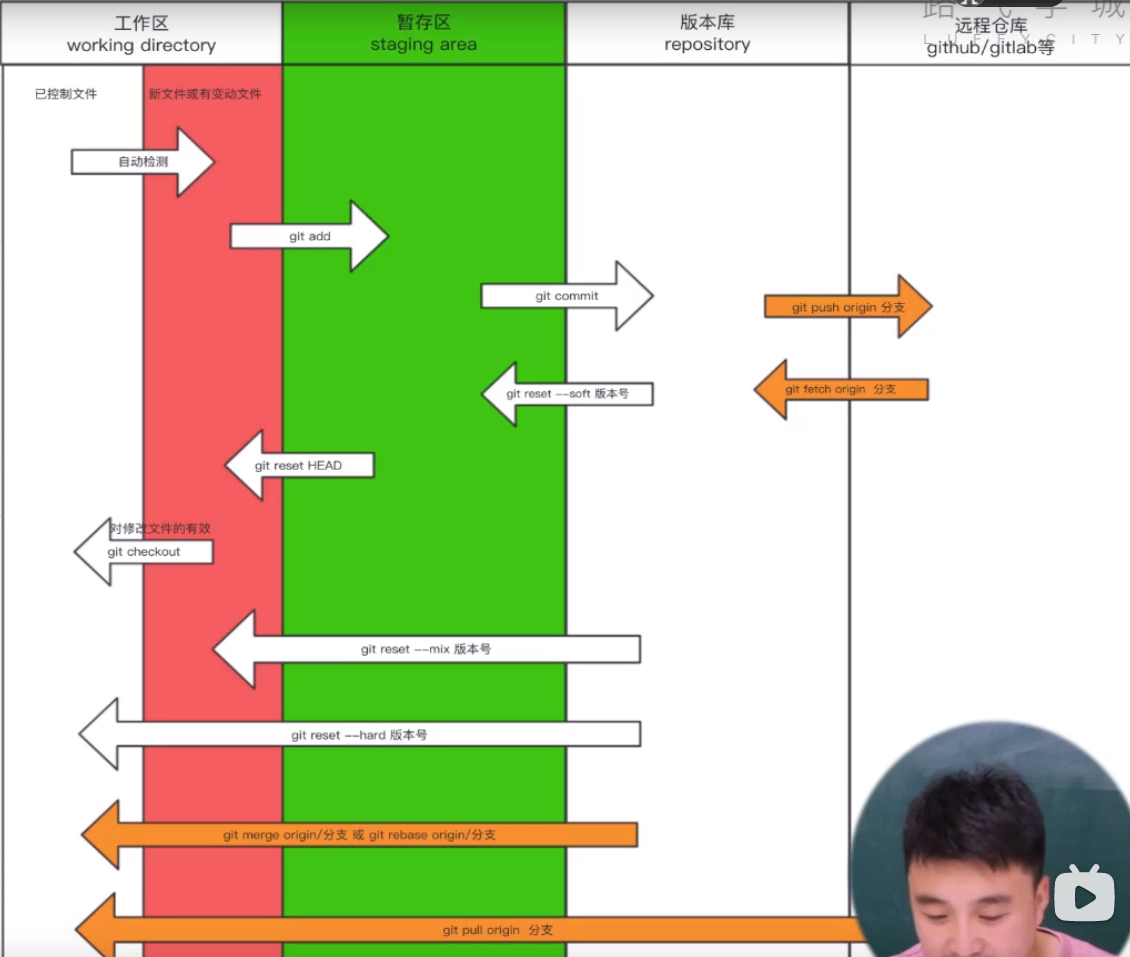 工作区
working directory
暂存区
staging area
版本库
repository
远程仓库
github/gitlab等
LUFFYCITY
已控制文件
新文件或有变动文件
自动检测
git add
git commit
git push origin 分支
git reset --soft 版本号
git fetch origin 分支
git reset HEAD
对修改文件的有效
git checkout
git reset --mix 版本号
git reset --hard 版本号
git merge origin/分支 或 git rebase origin/分支
git pull origin 分支